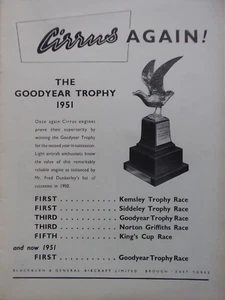 Cirrus AGAIN!
THE
GOODYEAR TROPHY
1951
Once again Cirrus engines
prove their superiority by
winning the Goodyear Trophy
for the second year in succession.
Light aircraft enthusiasts know
the value of this remarkably
reliable engine as instanced by
Mr. Fred Dunkerley's list of
successes in 1950.
FIRST . . . . . . . . . . . Kemsley Trophy Race
FIRST . . . . . . . . . . . Siddeley Trophy Race
THIRD . . . . . . . . . . Goodyear Trophy Race
THIRD . . . . . . . . . . Norton Griffiths Race
FIFTH . . . . . . . . . . . King's Cup Race
and now 1951
FIRST . . . . . . . . . . . Goodyear Trophy Race
BLACKBURN & GENERAL AIRCRAFT LIMITED BROUGH EAST YORKS